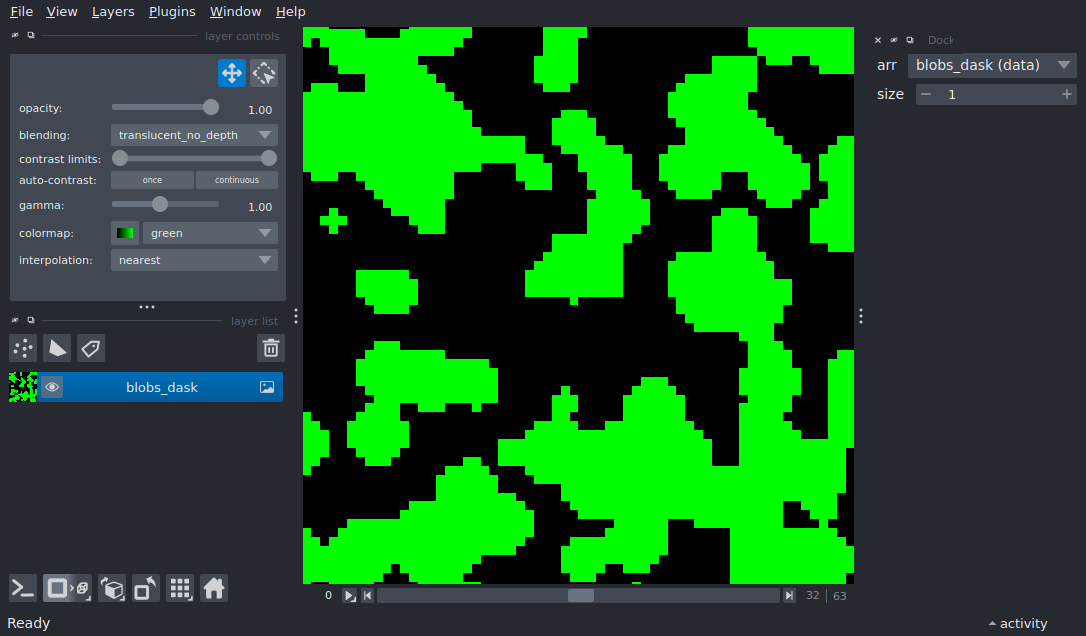 File View Layers Plugins Window Help
layer controls
opacity: 1.00
blending: translucent_no_depth
contrast limits:
auto-contrast: once continuous
gamma: 1.00
colormap: green
interpolation: nearest
layer list
blobs_dask
Dock
arr blobs_dask (data)
size 1
0 32 63
Ready activity